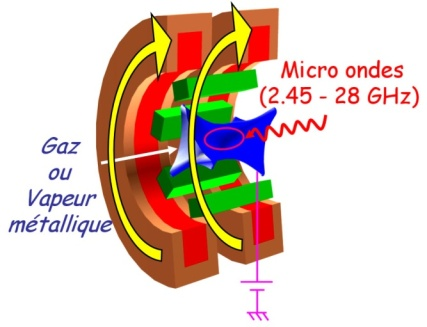 Micro ondes
(2.45 - 28 GHz)
Gaz
ou
Vapeur
métallique